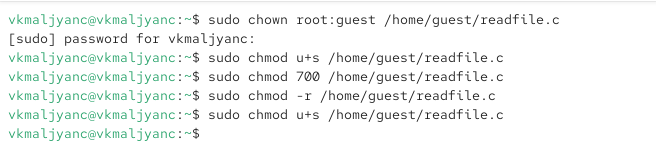 vkmaljyanc@vkmaljyanc:~$ sudo chown root:guest /home/guest/readfile.c
[sudo] password for vkmaljyanc:
vkmaljyanc@vkmaljyanc:~$ sudo chmod u+s /home/guest/readfile.c
vkmaljyanc@vkmaljyanc:~$ sudo chmod 700 /home/guest/readfile.c
vkmaljyanc@vkmaljyanc:~$ sudo chmod -r /home/guest/readfile.c
vkmaljyanc@vkmaljyanc:~$ sudo chmod u+s /home/guest/readfile.c
vkmaljyanc@vkmaljyanc:~$